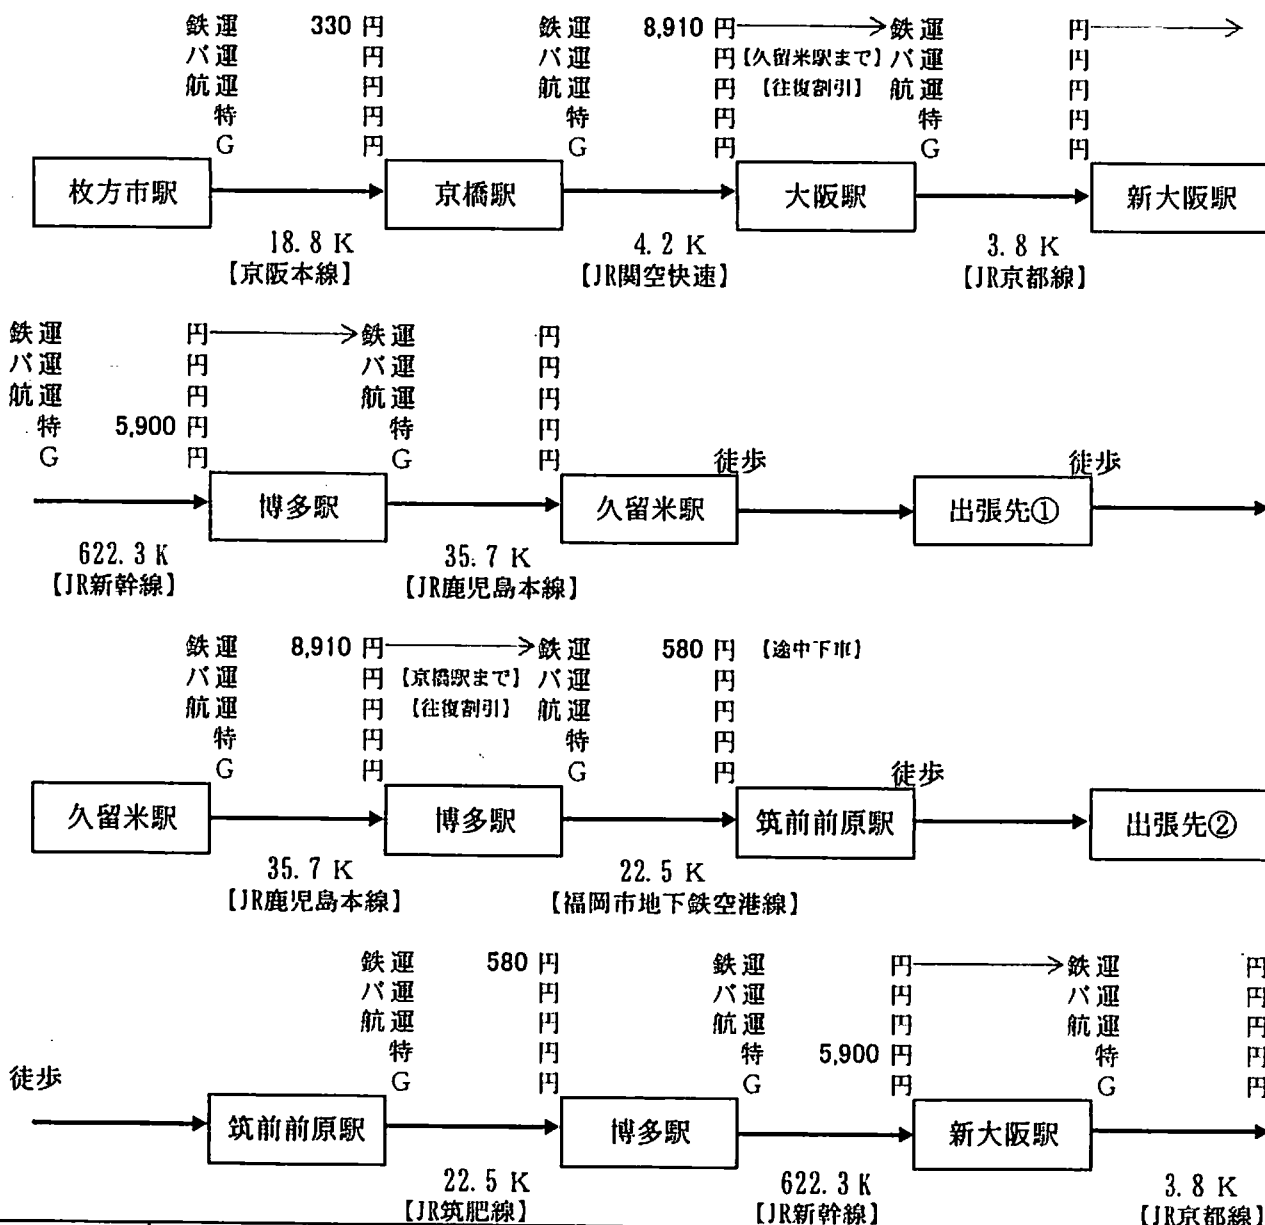 鉄運 330 円 鉄運 8,910 円 鉄運 円
バ運 円 バ運 円【久留米駅まで】バ運 円
航運 円 航運 円【往復割引】航運 円
特 円 特 円 特 円
G 円 G 円 G 円
枚方市駅 京橋駅 大阪駅 新大阪駅
18.8 K 4.2 K 3.8 K
【京阪本線】 【JR関空快速】 【JR京都線】
鉄運 円 鉄運 円
バ運 円 バ運 円
航運 円 航運 円
特 5,900 円 特 円
G 円 G 円 徒歩 徒歩
博多駅 久留米駅 出張先①
622.3 K 35.7 K
【JR新幹線】 【JR鹿児島本線】
鉄運 8,910 円 鉄運 580 円 【途中下車】
バ運 円【京橋駅まで】バ運 円
航運 円【往復割引】航運 円
特 円 特 円
G 円 G 円 徒歩
久留米駅 博多駅 筑前前原駅 出張先②
35.7 K 22.5 K
【JR鹿児島本線】 【福岡市地下鉄空港線】
鉄運 580 円 鉄運 円 鉄運 円
バ運 円 バ運 円 バ運 円
航運 円 航運 円 航運 円
特 円 特 5,900 円 特 円
徒歩 G 円 G 円 G 円
筑前前原駅 博多駅 新大阪駅
22.5 K 622.3 K 3.8 K
【JR筑肥線】 【JR新幹線】 【JR京都線】